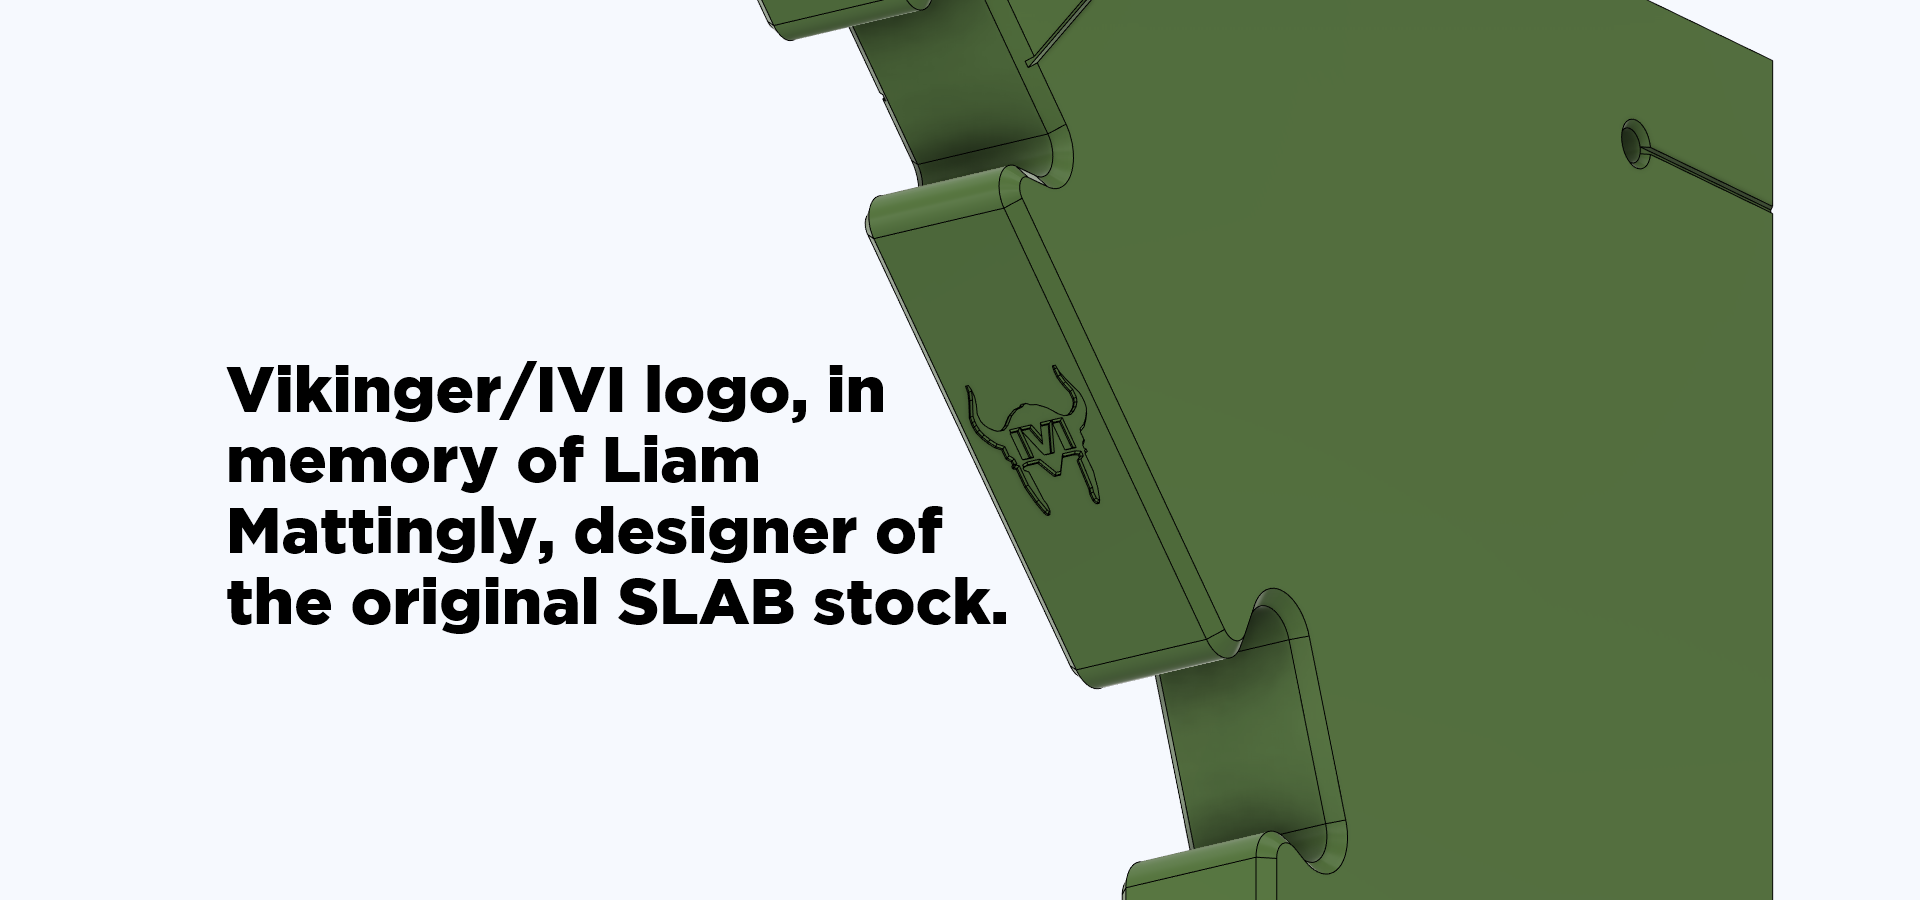 Vikinger/IVI logo, in
memory of Liam
Mattingly, designer of
the original SLAB stock.
IVI